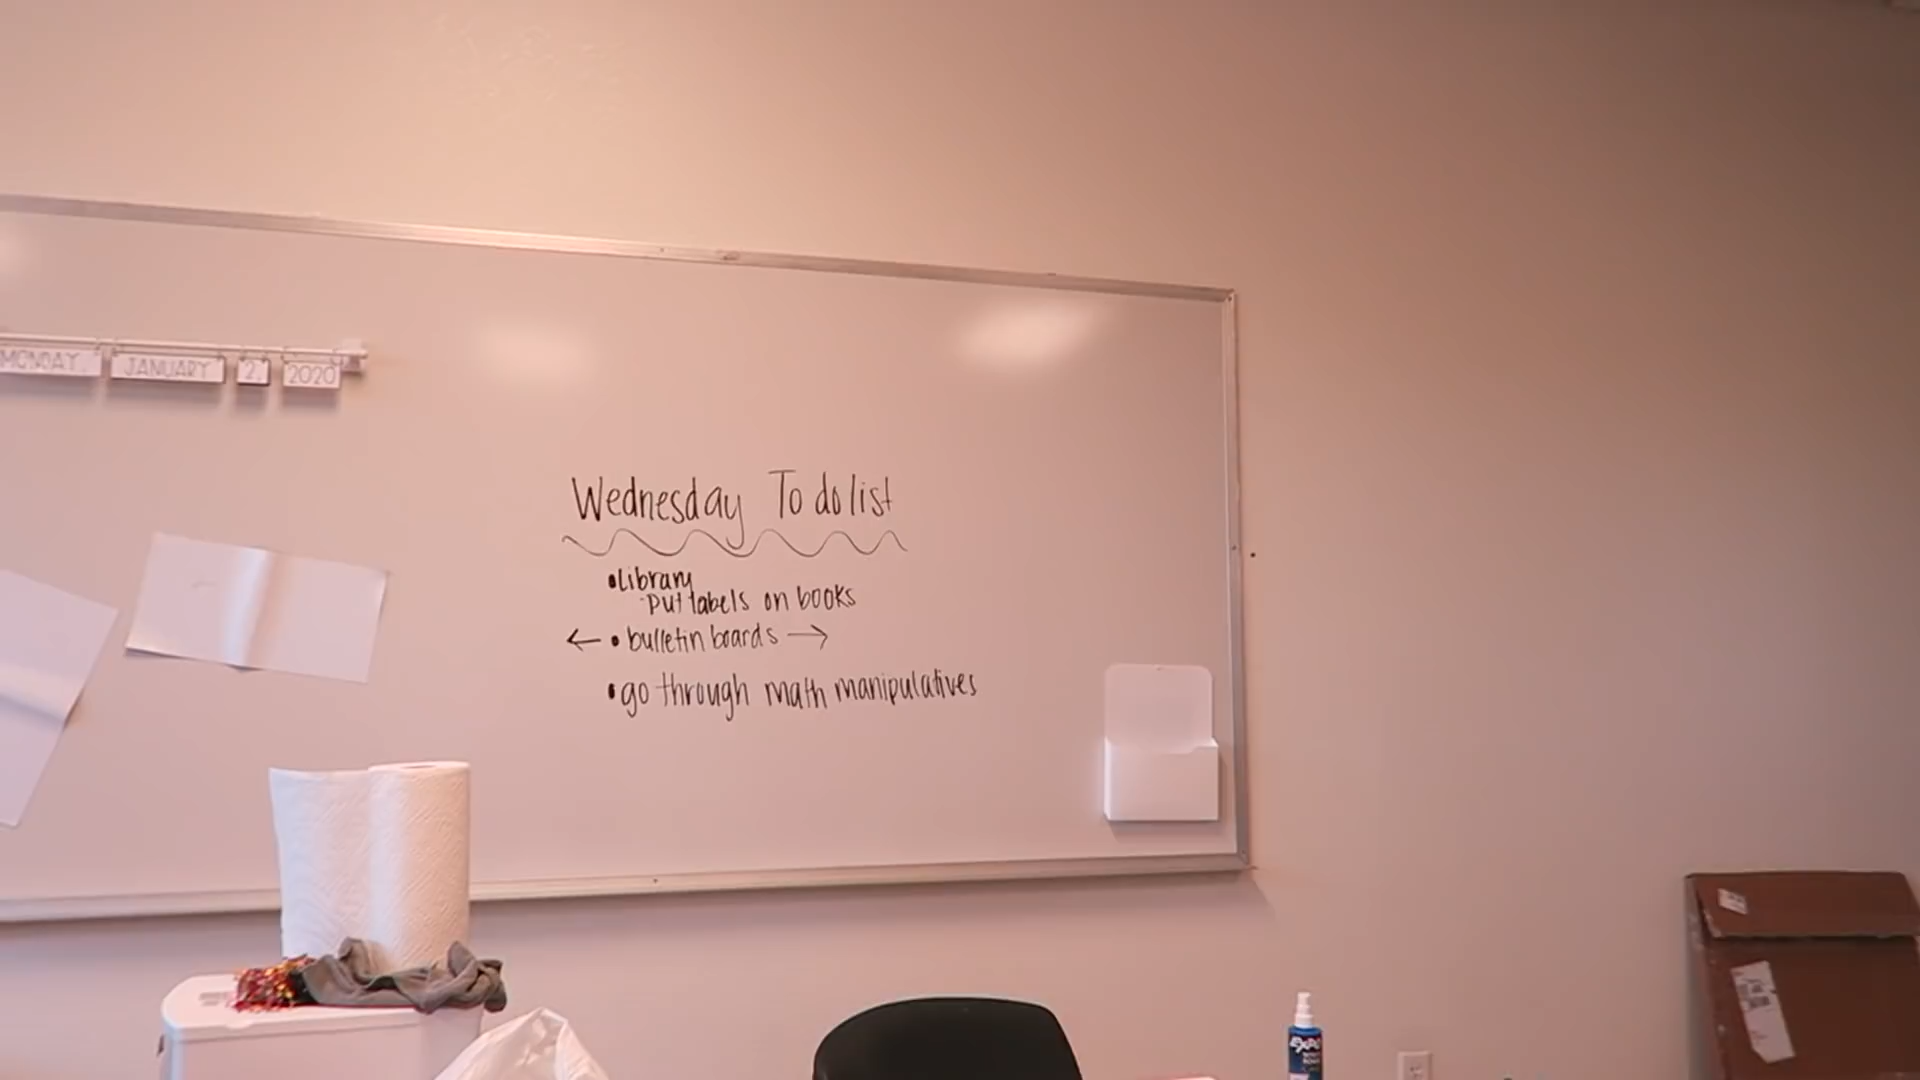 MONDAY, JANUARY 2, 2020
Wednesday To do list
•Library
-Put labels on books
← • bulletin boards →
•go through math manipulatives
EXPO